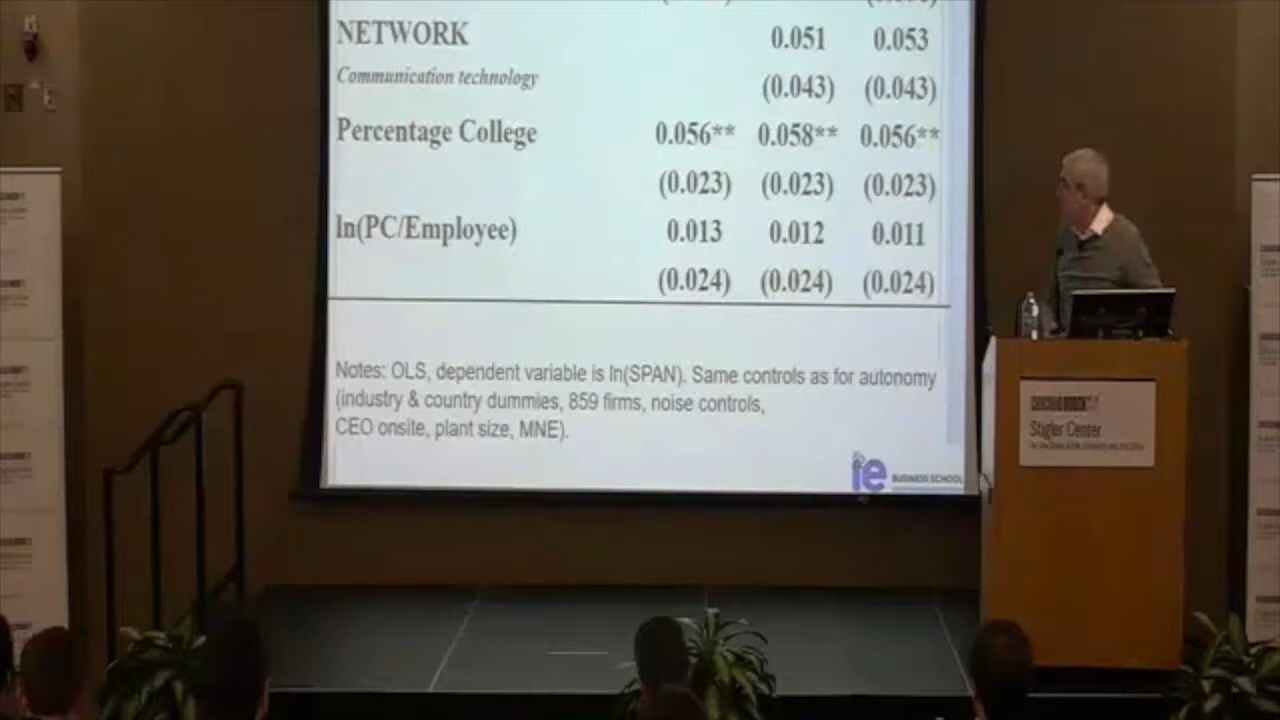 NETWORK 0.051 0.053
Communication technology (0.043) (0.043)
Percentage College 0.056** 0.058** 0.056**
(0.023) (0.023) (0.023)
ln(PC/Employee) 0.013 0.012 0.011
(0.024) (0.024) (0.024)
Notes: OLS, dependent variable is ln(SPAN). Same controls as for autonomy
(industry & country dummies, 859 firms, noise controls,
CEO onsite, plant size, MNE).
ie BUSINESS SCHOOL
Stigler Center